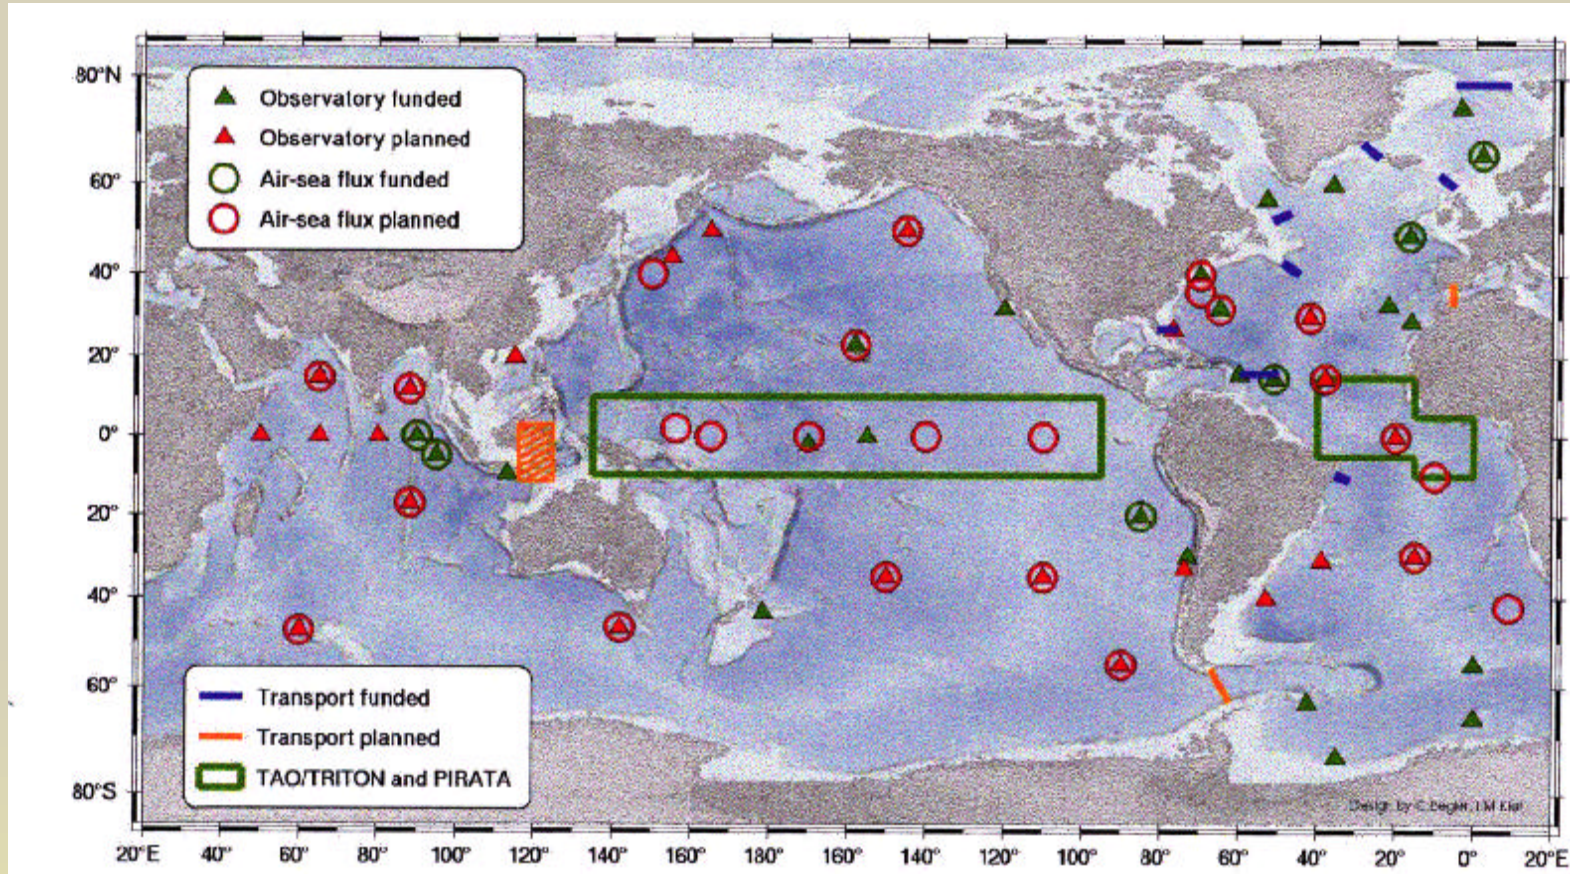 80°N
Observatory funded
Observatory planned
Air-sea flux funded
Air-sea flux planned
60°
40°
20°
0°
20°
40°
60°
Transport funded
Transport planned
TAO/TRITON and PIRATA
80°S
Design by
20°E 40° 60° 80° 100° 120° 140° 160° 180° 160° 140° 120° 100° 80° 60° 40° 20° 0° 20°E